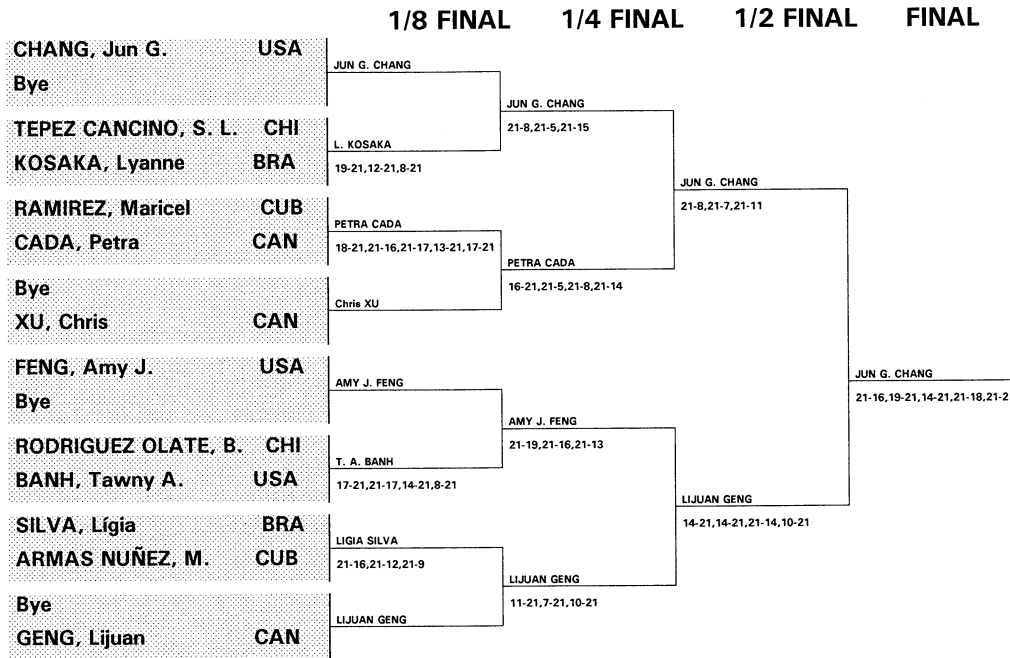 1/8 FINAL 1/4 FINAL 1/2 FINAL FINAL
CHANG, Jun G. USA
Bye
JUN G. CHANG
JUN G. CHANG
21-8,21-5,21-15
TEPEZ CANCINO, S. L. CHI
KOSAKA, Lyanne BRA
L. KOSAKA
19-21,12-21,8-21
JUN G. CHANG
21-8,21-7,21-11
RAMIREZ, Maricel CUB
CADA, Petra CAN
PETRA CADA
18-21,21-16,21-17,13-21,17-21
PETRA CADA
16-21,21-5,21-8,21-14
Bye
XU, Chris CAN
Chris XU
JUN G. CHANG
21-16,19-21,14-21,21-18,21-2
FENG, Amy J. USA
Bye
AMY J. FENG
AMY J. FENG
21-19,21-16,21-13
RODRIGUEZ OLATE, B. CHI
BANH, Tawny A. USA
T. A. BANH
17-21,21-17,14-21,8-21
LIJUAN GENG
14-21,14-21,21-14,10-21
SILVA, Lígia BRA
ARMAS NUÑEZ, M. CUB
LIGIA SILVA
21-16,21-12,21-9
LIJUAN GENG
11-21,7-21,10-21
Bye
GENG, Lijuan CAN
LIJUAN GENG